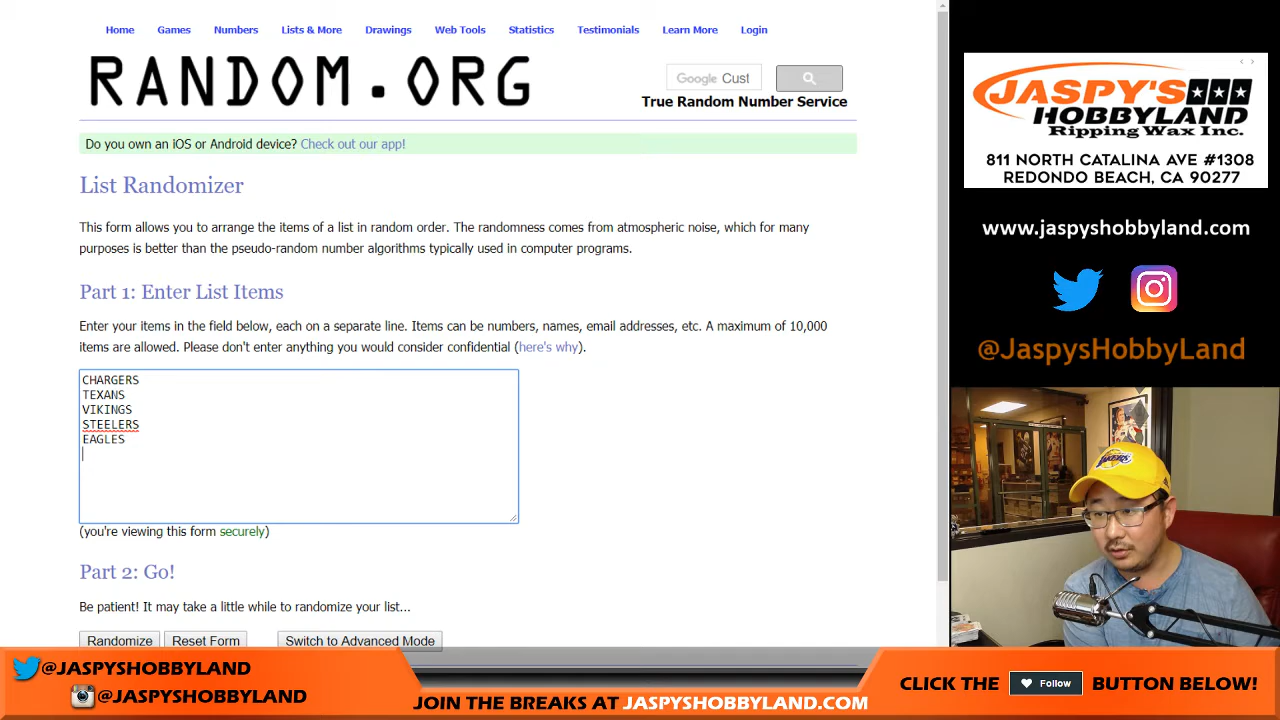 Home Games Numbers Lists & More Drawings Web Tools Statistics Testimonials Learn More Login
RANDOM.ORG
Google Cust
True Random Number Service
Do you own an iOS or Android device? Check out our app!
List Randomizer
This form allows you to arrange the items of a list in random order. The randomness comes from atmospheric noise, which for many
purposes is better than the pseudo-random number algorithms typically used in computer programs.
Part 1: Enter List Items
Enter your items in the field below, each on a separate line. Items can be numbers, names, email addresses, etc. A maximum of 10,000
items are allowed. Please don't enter anything you would consider confidential (here's why).
CHARGERS
TEXANS
VIKINGS
STEELERS
EAGLES
(you're viewing this form securely)
Part 2: Go!
Be patient! It may take a little while to randomize your list...
Randomize Reset Form Switch to Advanced Mode
JASPY'S
HOBBYLAND
Ripping Wax Inc.
811 NORTH CATALINA AVE #1308
REDONDO BEACH, CA 90277
www.jaspyshobbyland.com
@JaspysHobbyLand
LAKERS
@JASPYSHOBBYLAND
@JASPYSHOBBYLAND
JOIN THE BREAKS AT JASPYSHOBBYLAND.COM
CLICK THE Follow BUTTON BELOW!